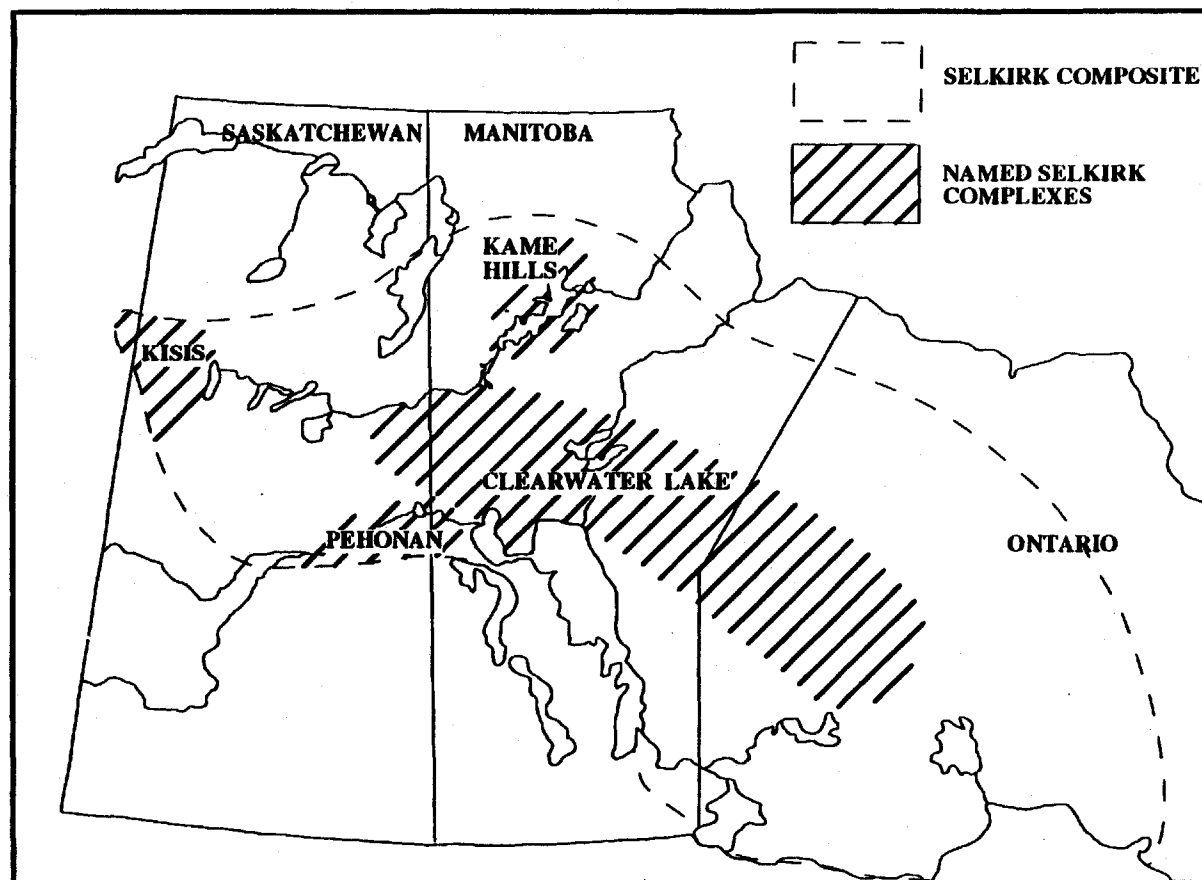 SELKIRK COMPOSITE
SASKATCHEWAN
MANITOBA
NAMED SELKIRK
COMPLEXES
KAME
HILLS
KISIS
CLEARWATER LAKE
PEHONAN
ONTARIO